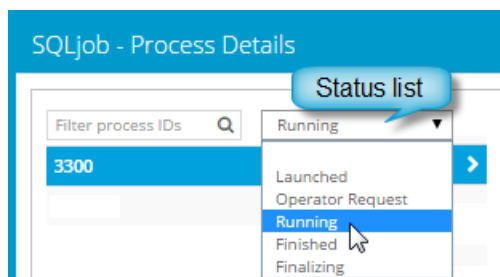 SQLjob - Process Details
Status list
Filter process IDs
Running
3300
Launched
Operator Request
Running
Finished
Finalizing